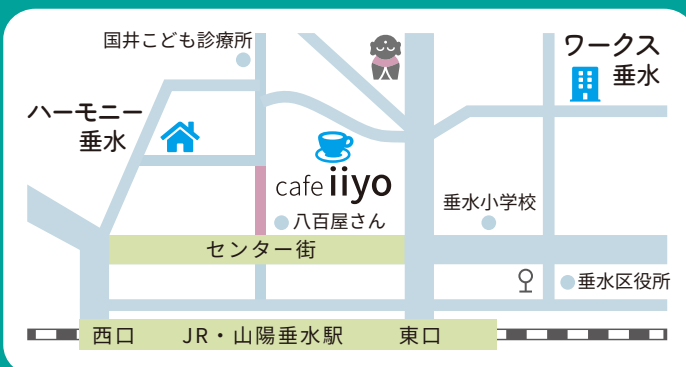 国井こども診療所
ワークス
垂水
ハーモニー
垂水
cafe iiyo
八百屋さん
垂水小学校
センター街
垂水区役所
西口
JR・山陽垂水駅
東口